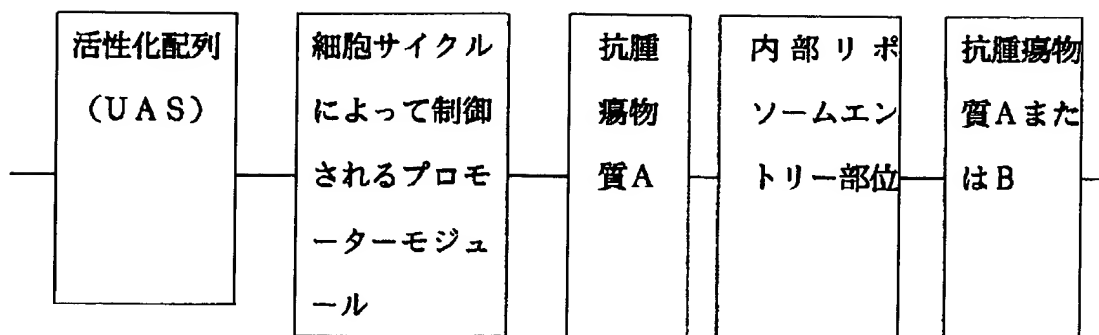 活性化配列
(UAS)
細胞サイクル
によって制御
されるプロモ
ーターモジュ
ール
抗腫
瘍物
質A
内部リポ
ソームエン
トリー部位
抗腫瘍物
質Aまた
はB